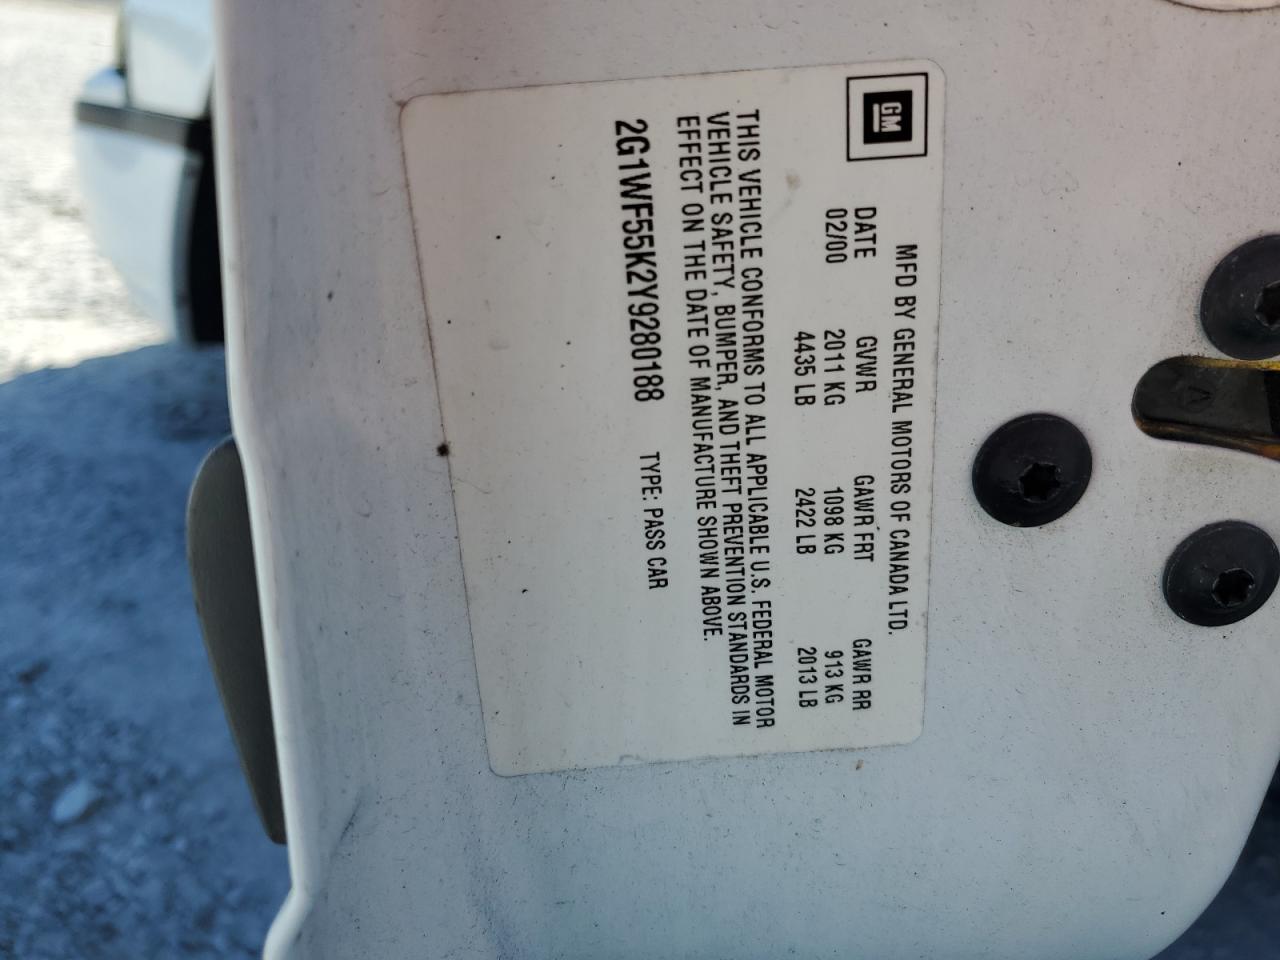 GM
MFD BY GENERAL MOTORS OF CANADA LTD.
DATE GVWR GAWR FRT GAWR RR
02/00 2011 KG 1098 KG 913 KG
4435 LB 2422 LB 2013 LB
THIS VEHICLE CONFORMS TO ALL APPLICABLE U.S. FEDERAL MOTOR
VEHICLE SAFETY, BUMPER, AND THEFT PREVENTION STANDARDS IN
EFFECT ON THE DATE OF MANUFACTURE SHOWN ABOVE.
2G1WF55K2Y9280188 TYPE: PASS CAR